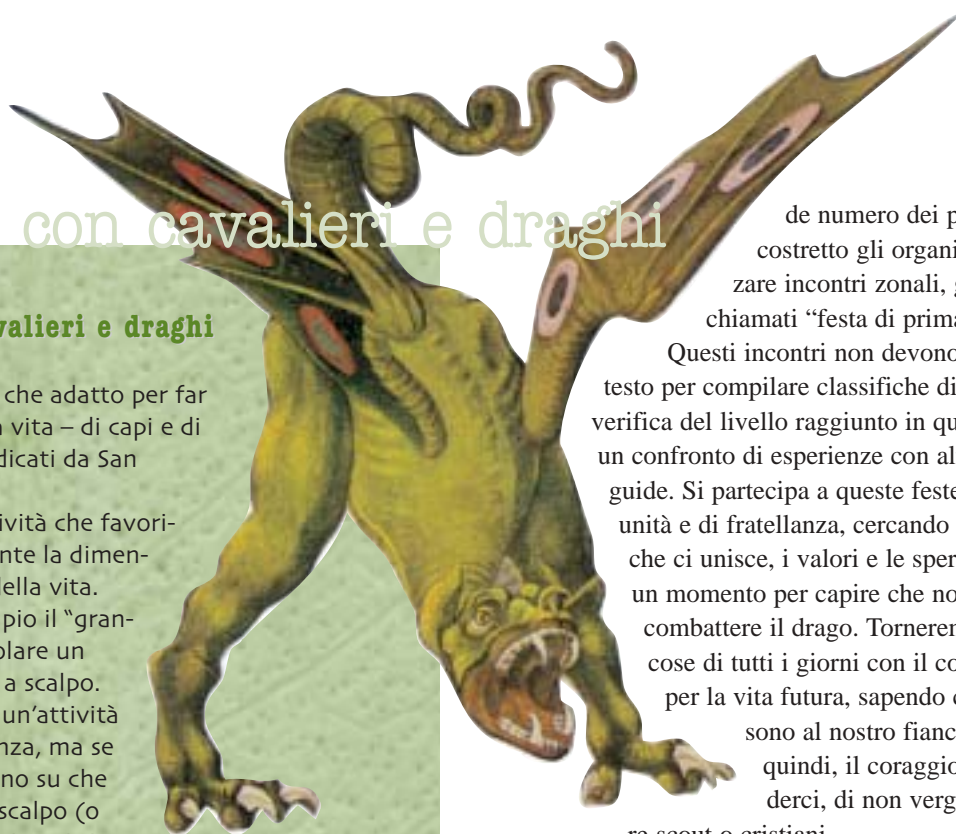 con cavalieri e draghi
valieri e draghi
che adatto per far
vita – di capi e di
dicati da San
ività che favori-
nte la dimen-
della vita.
pio il “gran-
olare un
a scalpo.
un’attività
nza, ma se
no su che
scalpo (o
de numero dei p
costretto gli organi
zare incontri zonali, g
chiamati “festa di prima
Questi incontri non devono
testo per compilare classifiche di
verifica del livello raggiunto in qu
un confronto di esperienze con al
guide. Si partecipa a queste feste
unità e di fratellanza, cercando
che ci unisce, i valori e le sper
un momento per capire che no
combattere il drago. Tornerem
cose di tutti i giorni con il co
per la vita futura, sapendo c
sono al nostro fianc
quindi, il coraggio
derci, di non verg
re scout o cristiani